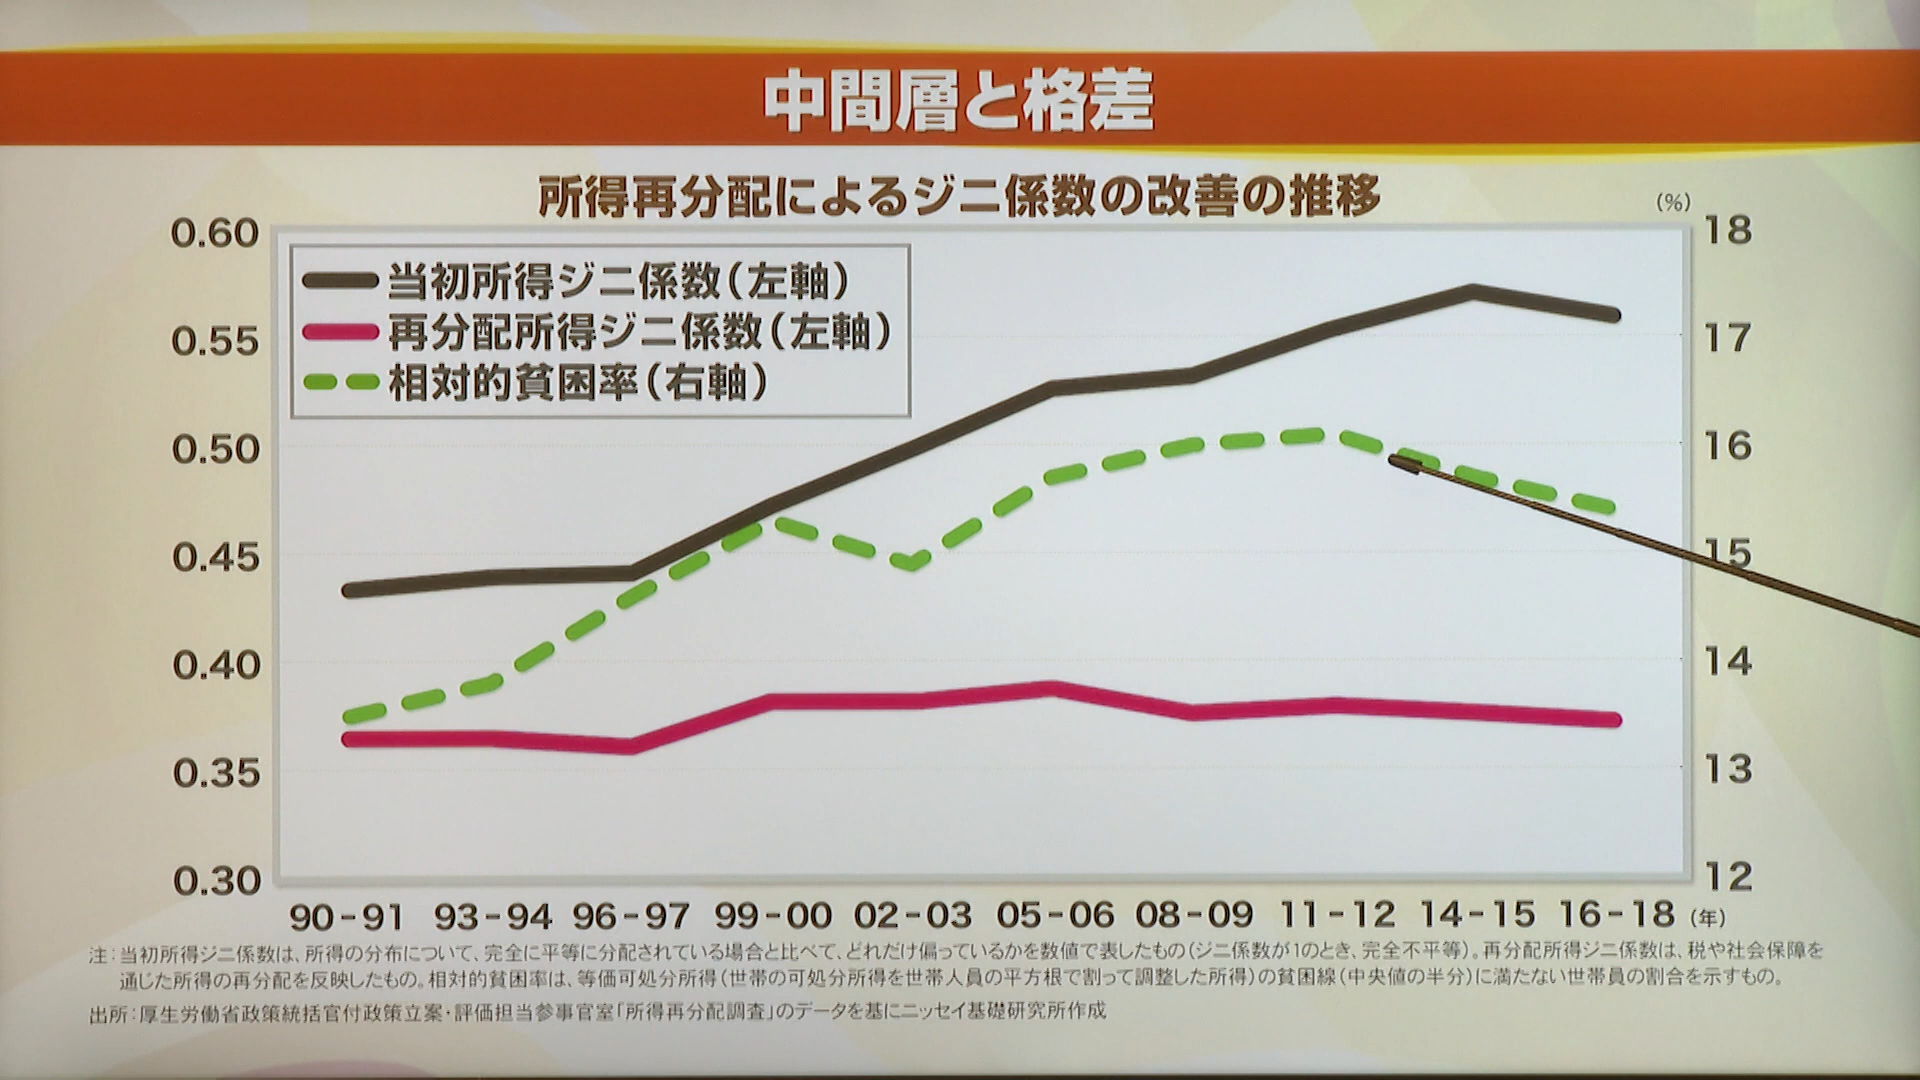 中間層と格差
所得再分配によるジニ係数の改善の推移
(%)
0.60
0.55
0.50
0.45
0.40
0.35
0.30
当初所得ジニ係数(左軸)
再分配所得ジニ係数(左軸)
相対的貧困率(右軸)
18
17
16
15
14
13
12
90-91 93-94 96-97 99-00 02-03 05-06 08-09 11-12 14-15 16-18 (年)
注:当初所得ジニ係数は、所得の分布について、完全に平等に分配されている場合と比べて、どれだけ偏っているかを数値で表したもの(ジニ係数が1のとき、完全不平等)。再分配所得ジニ係数は、税や社会保障を
通じた所得の再分配を反映したもの。相対的貧困率は、等価可処分所得(世帯の可処分所得を世帯人員の平方根で割って調整した所得)の貧困線(中央値の半分)に満たない世帯員の割合を示すもの。
出所:厚生労働省政策統括官付政策立案・評価担当参事官室「所得再分配調査」のデータを基にニッセイ基礎研究所作成